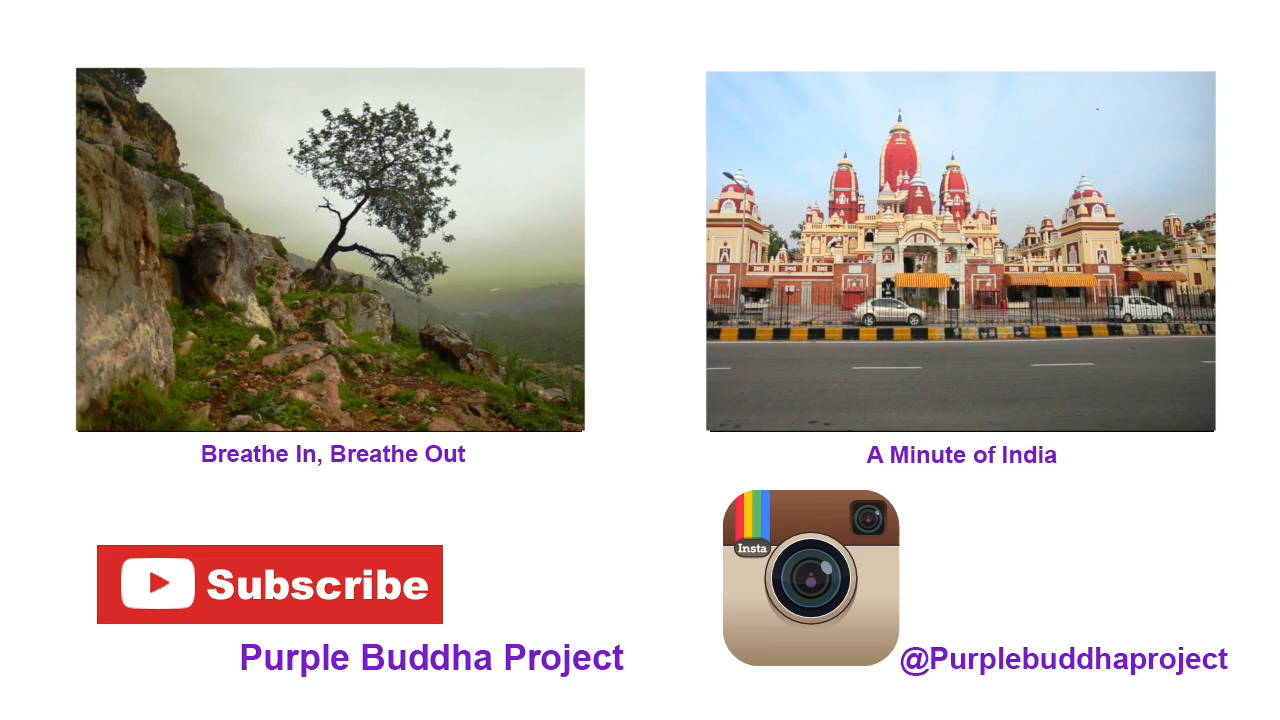 Breathe In, Breathe Out
A Minute of India
Insta
Subscribe
Purple Buddha Project
@Purplebuddhaproject